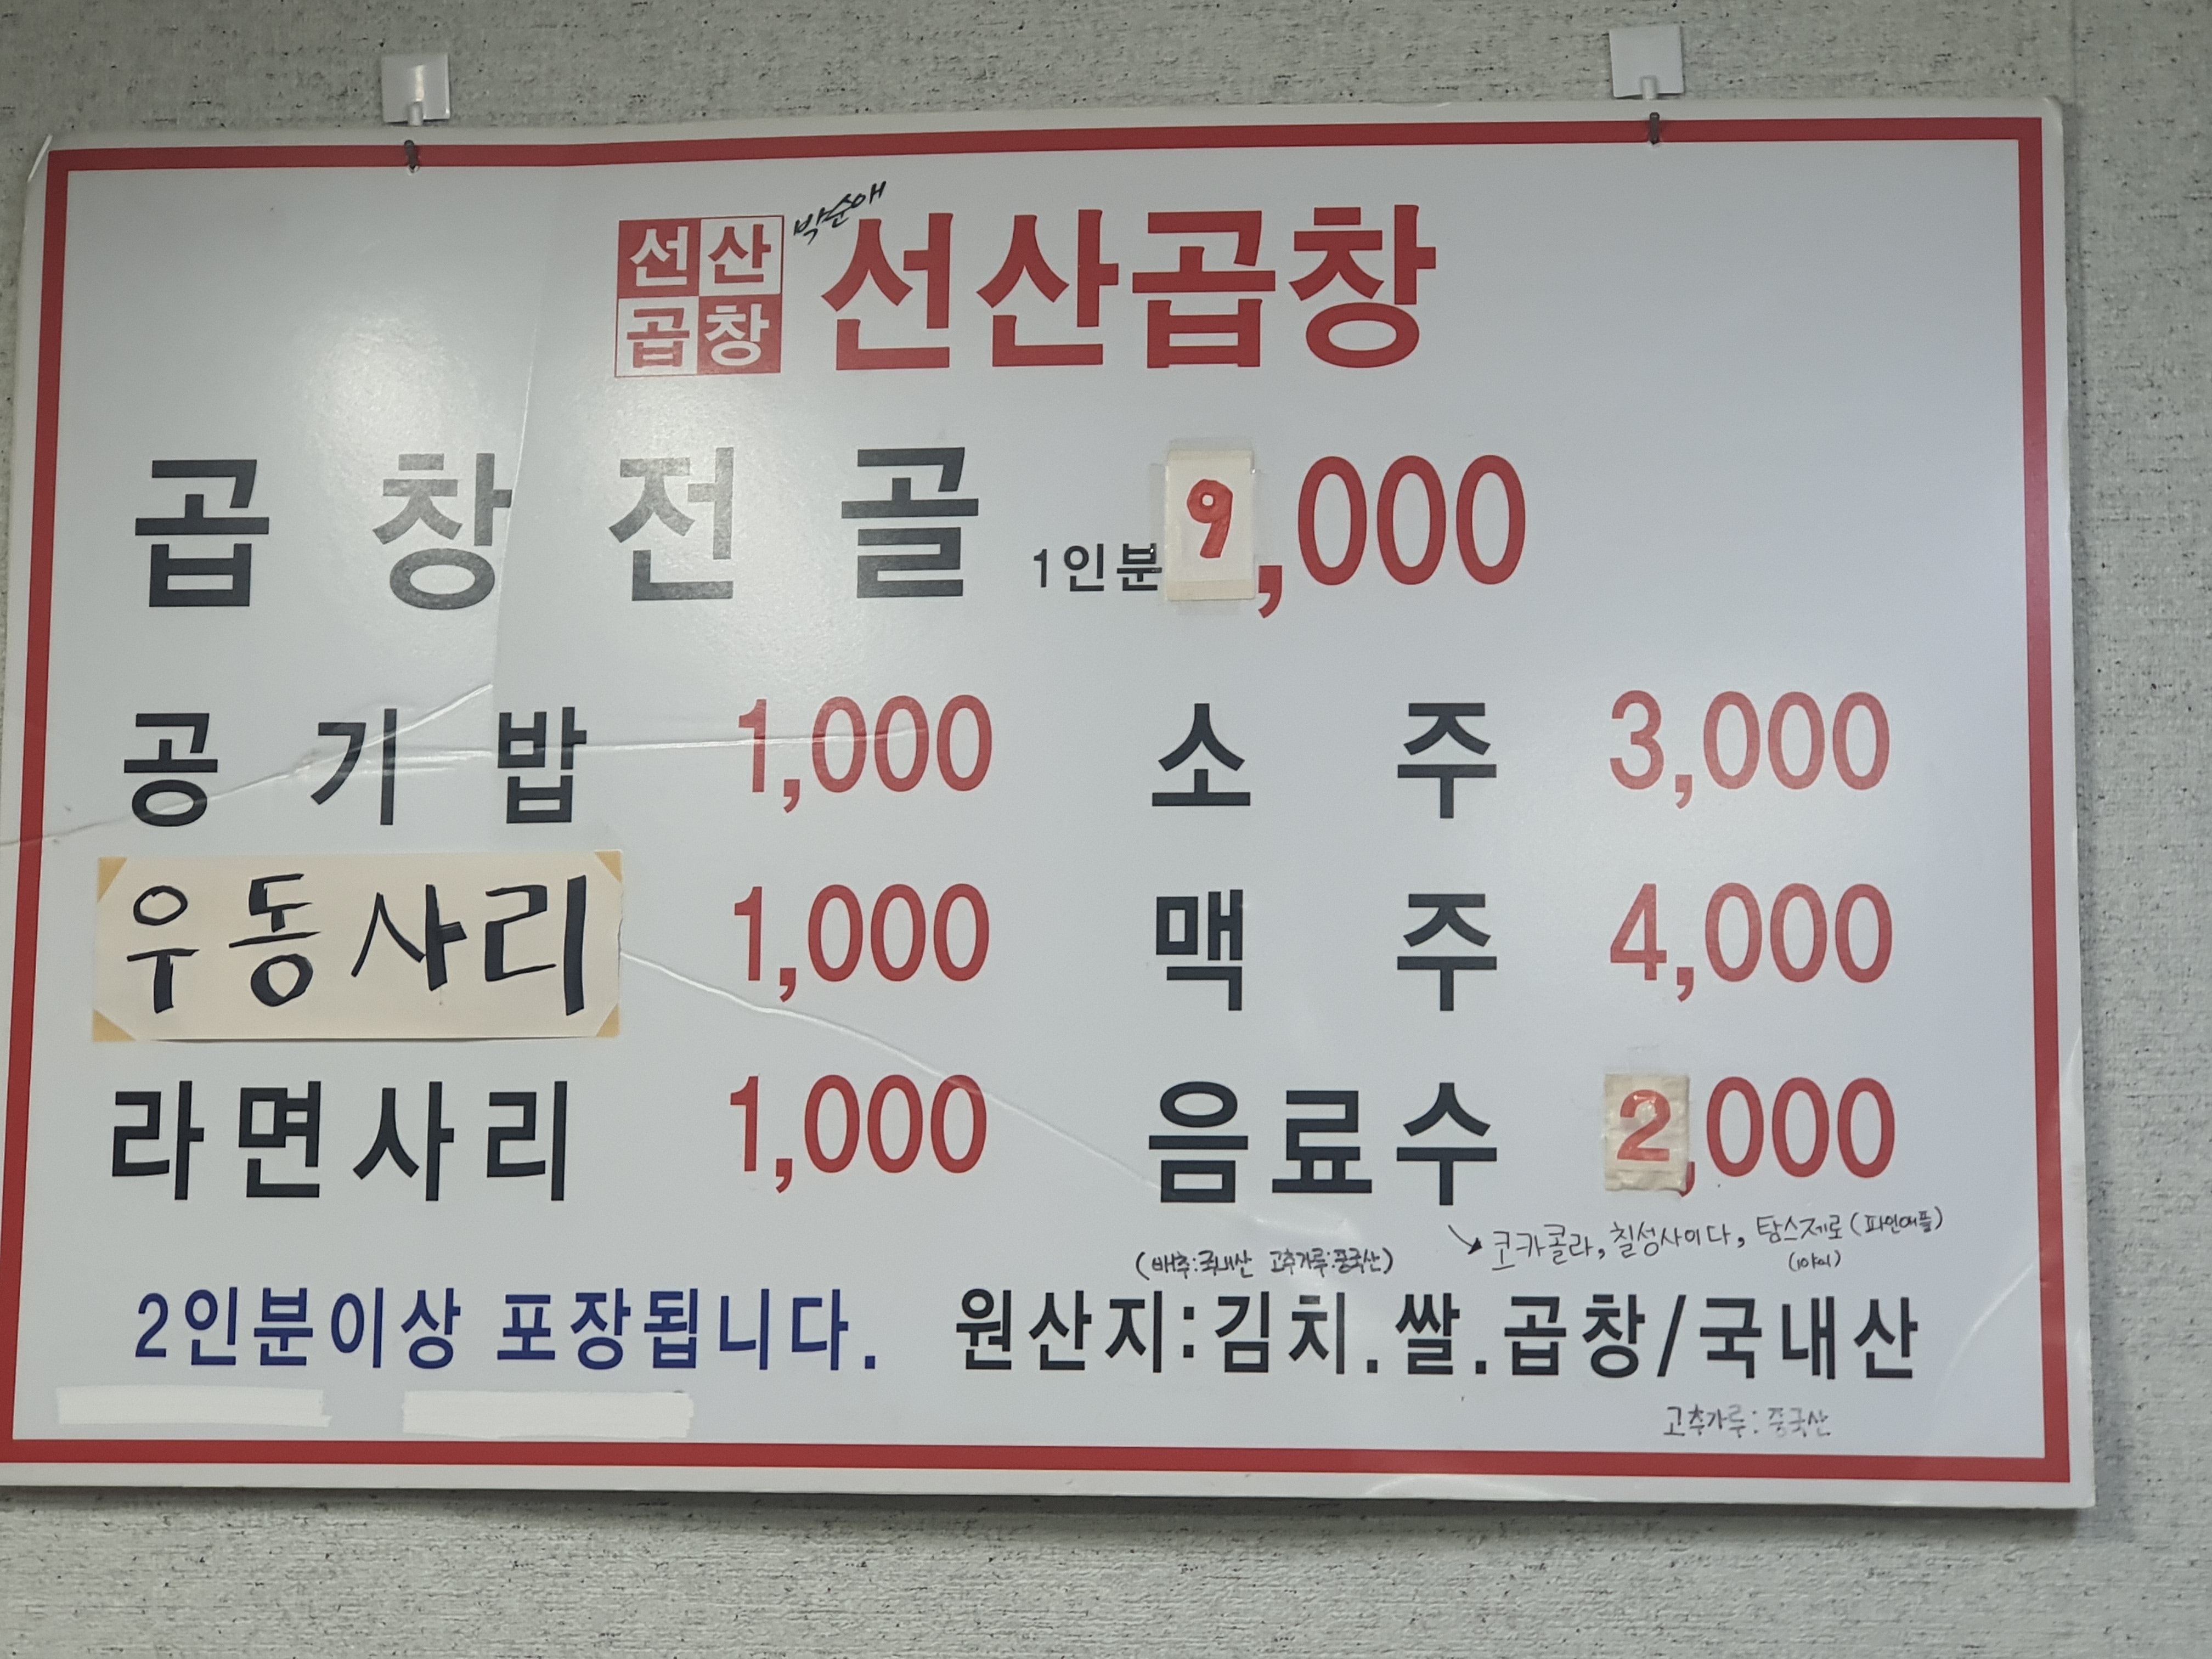 박순애
선산
곱창
선산곱창
곱창전골 1인분 9,000
공기밥 1,000 소주 3,000
우동사리 1,000 맥주 4,000
라면사리 1,000 음료수 2,000
코카콜라, 칠성사이다, 탐스제로(파인애플)
(배추:국내산 고추가루:중국산)
2인분이상 포장됩니다. 원산지:김치.쌀.곱창/국내산
고추가루:중국산